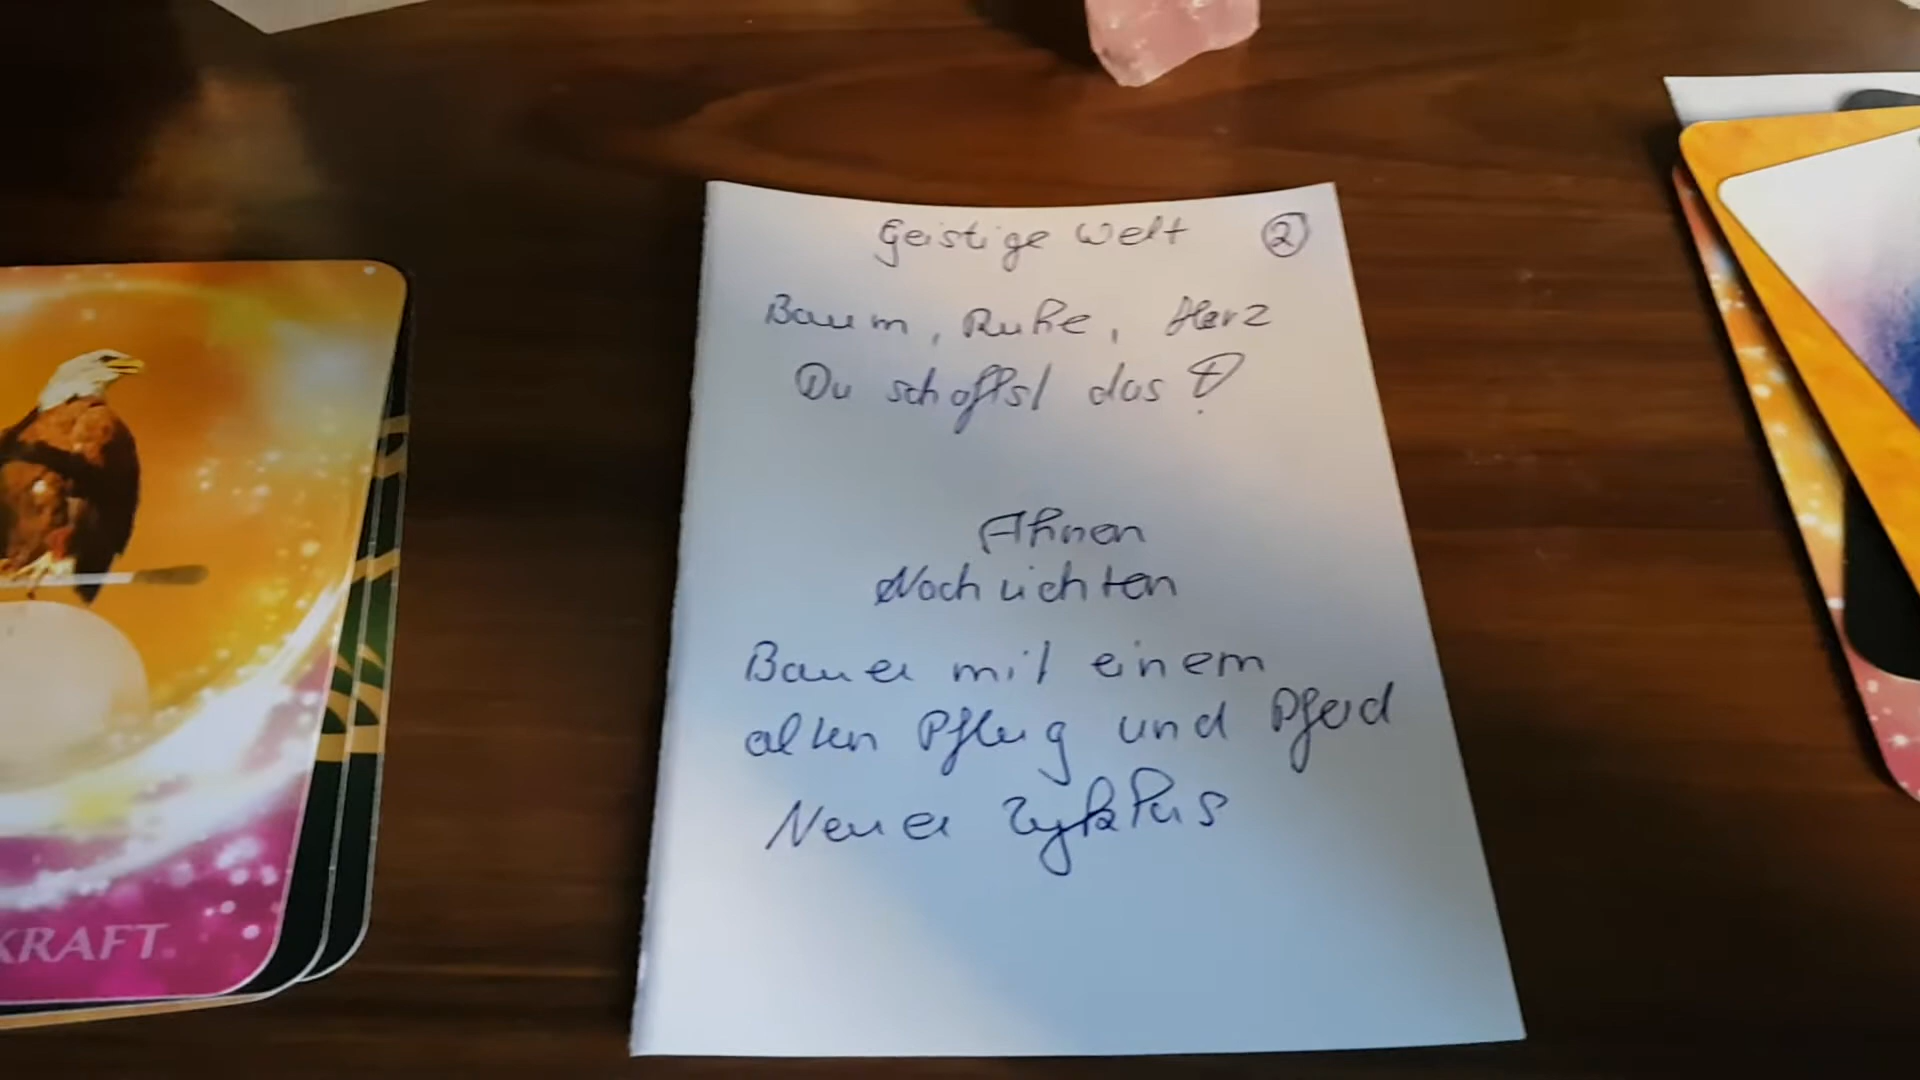 Geistige Welt ②
Baum, Ruhe, Herz
Du schaffst das!
Ahnen
Nachrichten
Bauer mit einem
alten Pflug und Pferd
Neuer Zyklus
KRAFT